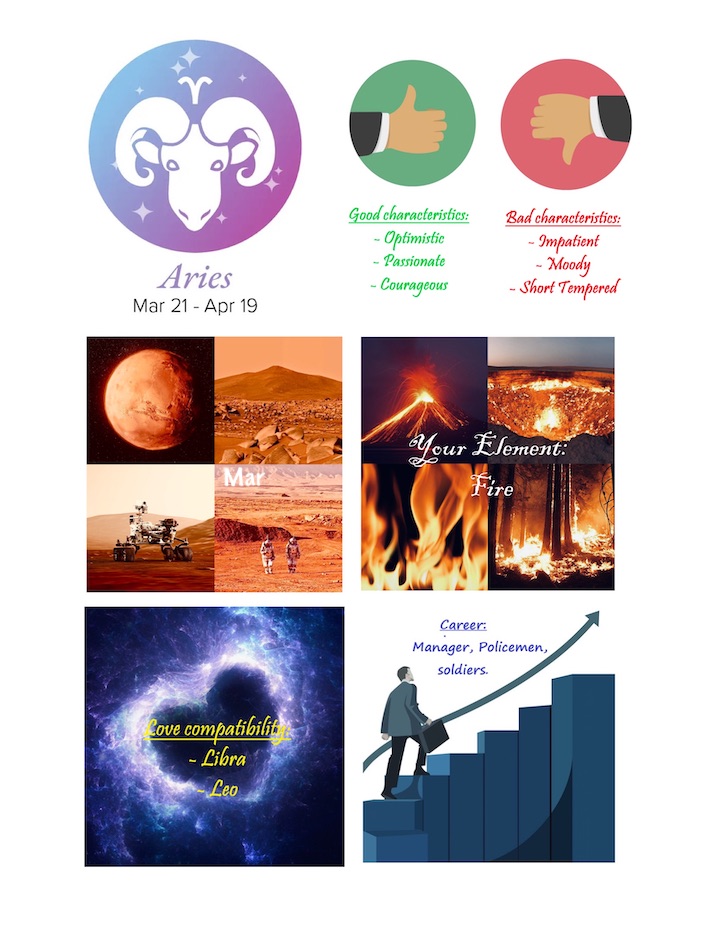 Aries
Mar 21 - Apr 19
Good characteristics:
~ Optimistic
~ Passionate
~ Courageous
Bad characteristics:
~ Impatient
~ Moody
~ Short Tempered
Mar
Your Element:
Fire
Love compatibility:
~ Libra
~ Leo
Career:
Manager, Policemen,
soldiers.